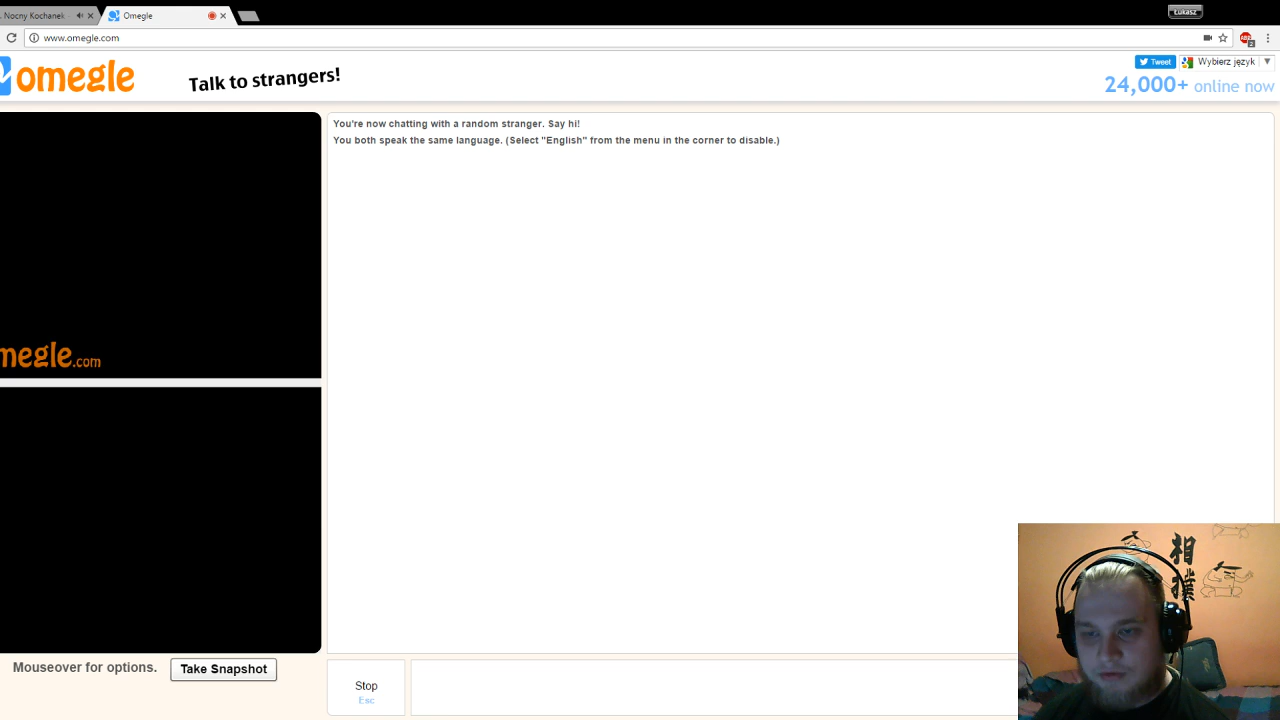 Nocny Kochanek
Omegle
Łukasz
www.omegle.com
omegle
Talk to strangers!
Tweet
Wybierz język
24,000+ online now
You're now chatting with a random stranger. Say hi!
You both speak the same language. (Select "English" from the menu in the corner to disable.)
megle.com
相撲
Mouseover for options.
Take Snapshot
Stop
Esc